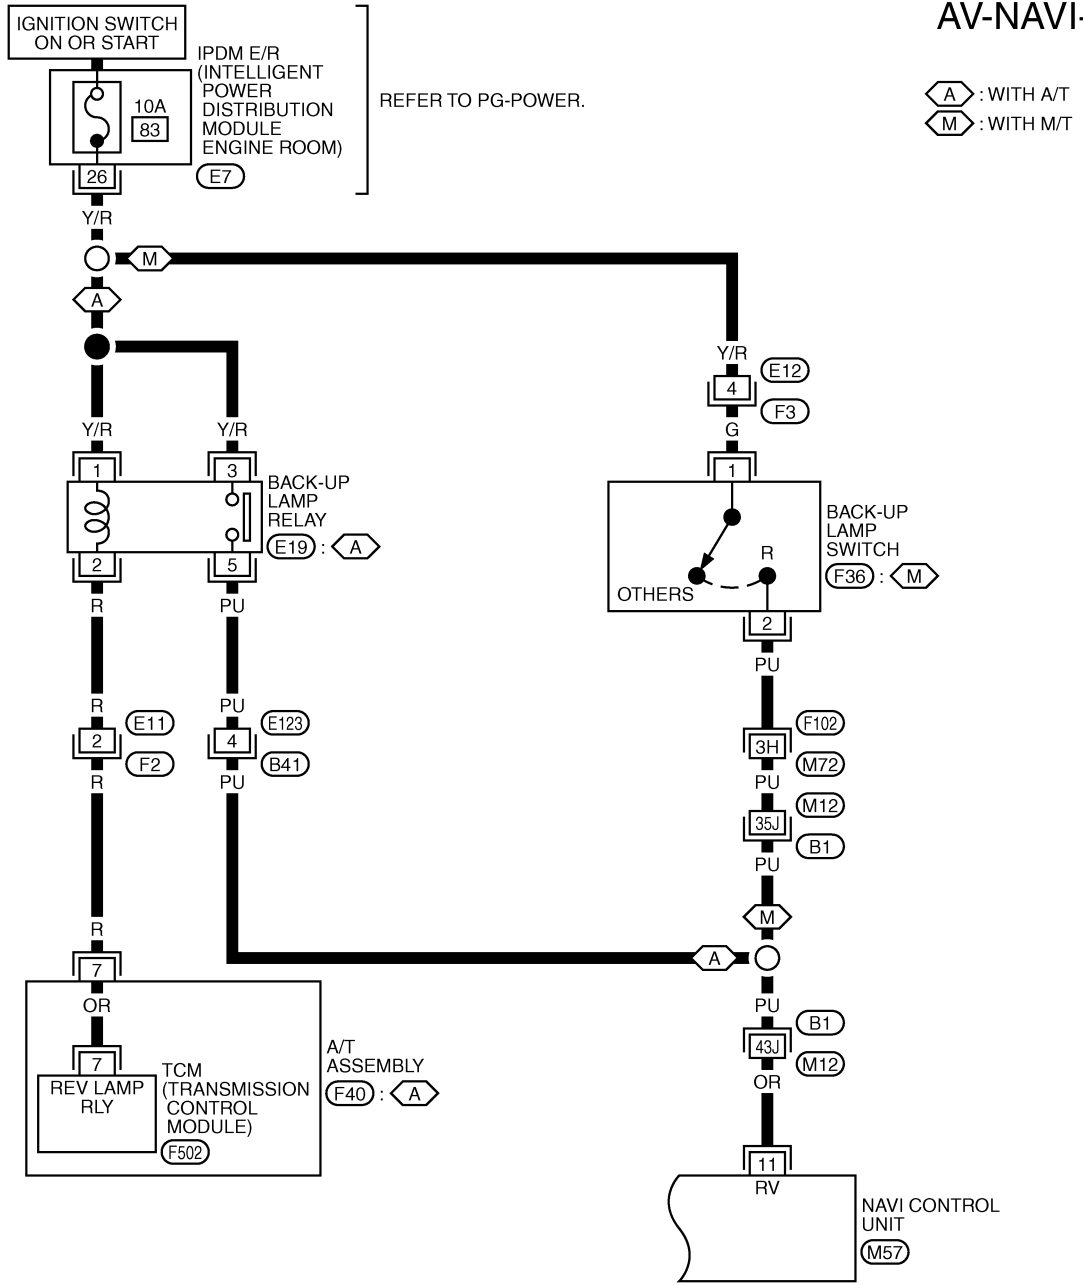 AV-NAVI-
IGNITION SWITCH
ON OR START
IPDM E/R
(INTELLIGENT
POWER
DISTRIBUTION
MODULE
ENGINE ROOM)
10A
83
26
E7
REFER TO PG-POWER.
A : WITH A/T
M : WITH M/T
Y/R
M
A
Y/R
E12
4
F3
G
Y/R
Y/R
1
3
BACK-UP
LAMP
RELAY
E19 : A
2
5
1
BACK-UP
LAMP
SWITCH
F36 : M
R
OTHERS
2
R
PU
PU
R
PU
E11
2
F2
E123
4
B41
R
PU
F102
3H
M72
PU
M12
35J
B1
PU
M
A
R
7
OR
7
REV LAMP
RLY
TCM
(TRANSMISSION
CONTROL
MODULE)
F502
A/T
ASSEMBLY
F40 : A
PU
B1
43J
M12
OR
11
RV
NAVI CONTROL
UNIT
M57